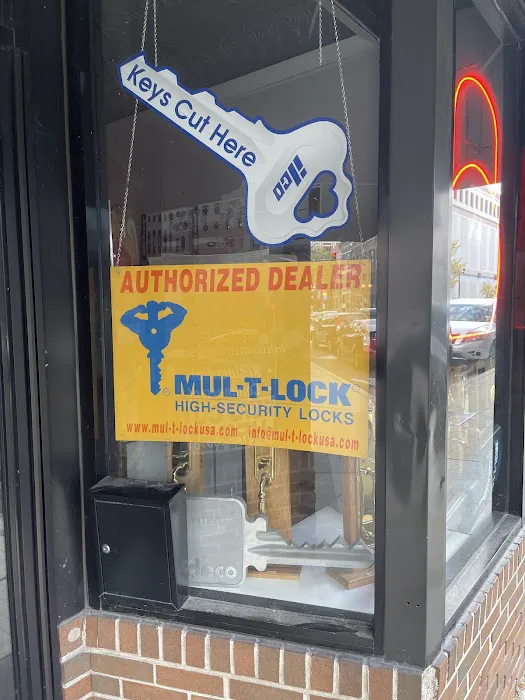 Keys Cut Here
ilco
AUTHORIZED DEALER
MUL-T-LOCK®
HIGH-SECURITY LOCKS
www.mul-t-lockusa.com info@mul-t-lockusa.com